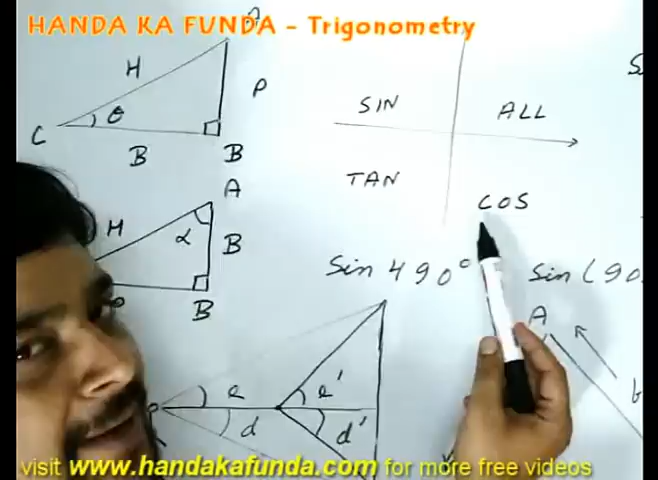 HANDA KA FUNDA - Trigonometry
A
H
P
θ
C
B
B
SIN
ALL
TAN
COS
A
H
α
B
B
Sin 490°
Sin (90
A
e
e'
d
d'
visit www.handakafunda.com for more free videos